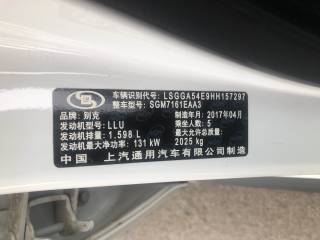 车辆识别代号: LSGGA54E9HH157297
整车型号: SGM7161EAA3
品牌: 别克 制造年月: 2017年04月
发动机型号: LLU 乘坐人数: 5
发动机排量: 1.598 L 最大允许总质量
发动机最大净功率: 131 kW 2025 kg
中国 上汽通用汽车有限公司制造